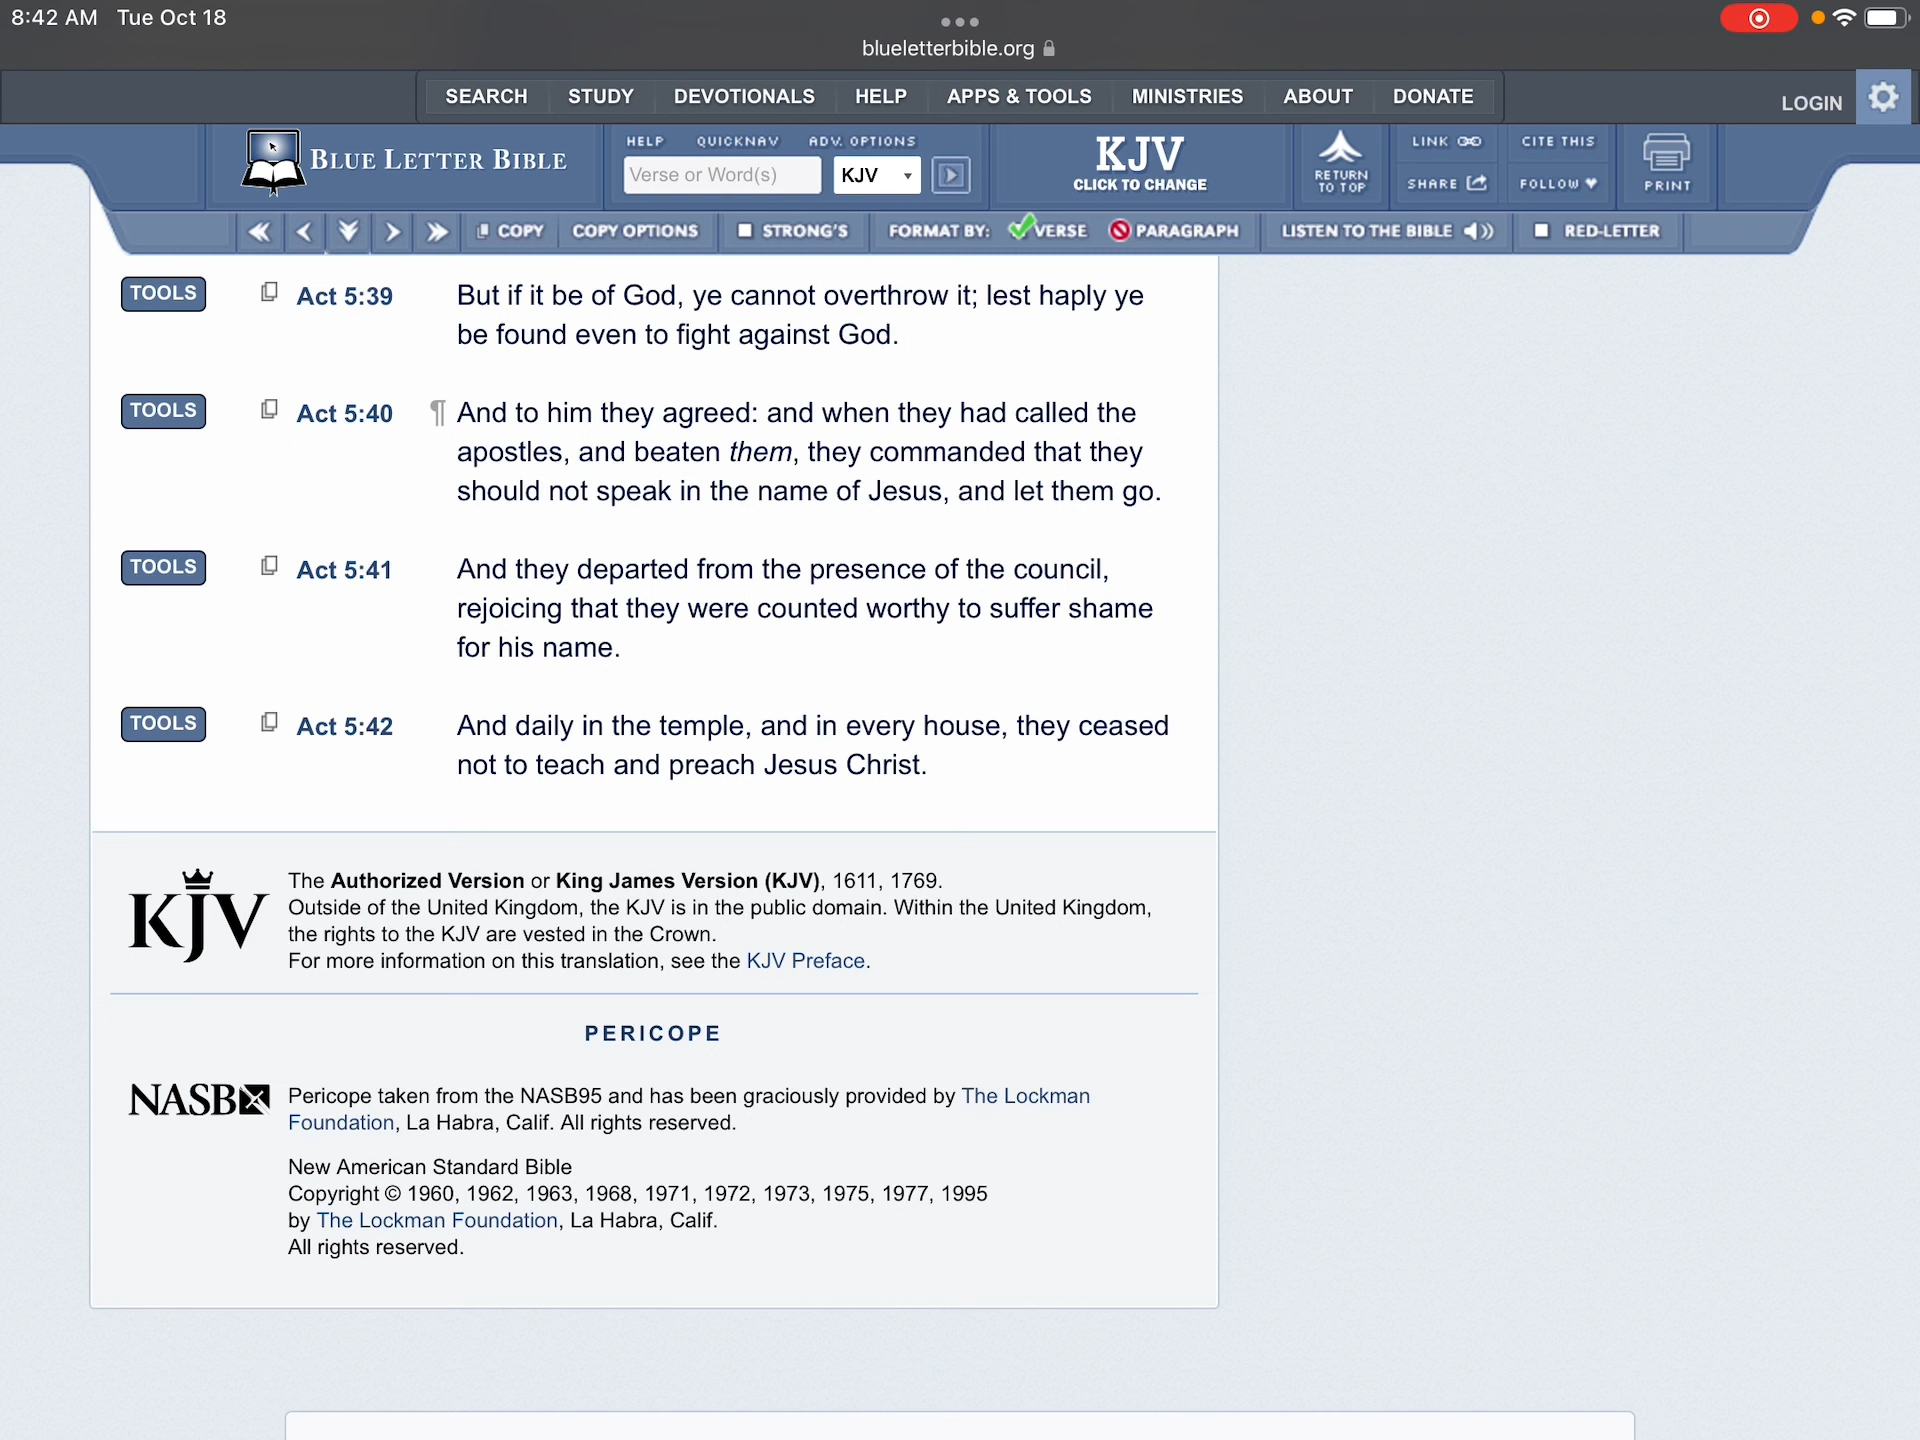 8:42 AM Tue Oct 18
blueletterbible.org
SEARCH STUDY DEVOTIONALS HELP APPS & TOOLS MINISTRIES ABOUT DONATE
LOGIN
BLUE LETTER BIBLE
HELP QUICKNAV ADV. OPTIONS
Verse or Word(s) KJV
KJV
CLICK TO CHANGE
RETURN
TO TOP
LINK CITE THIS
SHARE FOLLOW
PRINT
COPY COPY OPTIONS STRONG'S FORMAT BY: VERSE PARAGRAPH LISTEN TO THE BIBLE RED-LETTER
TOOLS Act 5:39 But if it be of God, ye cannot overthrow it; lest haply ye
be found even to fight against God.
TOOLS Act 5:40 ¶ And to him they agreed: and when they had called the
apostles, and beaten them, they commanded that they
should not speak in the name of Jesus, and let them go.
TOOLS Act 5:41 And they departed from the presence of the council,
rejoicing that they were counted worthy to suffer shame
for his name.
TOOLS Act 5:42 And daily in the temple, and in every house, they ceased
not to teach and preach Jesus Christ.
KJV
The Authorized Version or King James Version (KJV), 1611, 1769.
Outside of the United Kingdom, the KJV is in the public domain. Within the United Kingdom,
the rights to the KJV are vested in the Crown.
For more information on this translation, see the KJV Preface.
PERICOPE
NASB
Pericope taken from the NASB95 and has been graciously provided by The Lockman
Foundation, La Habra, Calif. All rights reserved.
New American Standard Bible
Copyright © 1960, 1962, 1963, 1968, 1971, 1972, 1973, 1975, 1977, 1995
by The Lockman Foundation, La Habra, Calif.
All rights reserved.